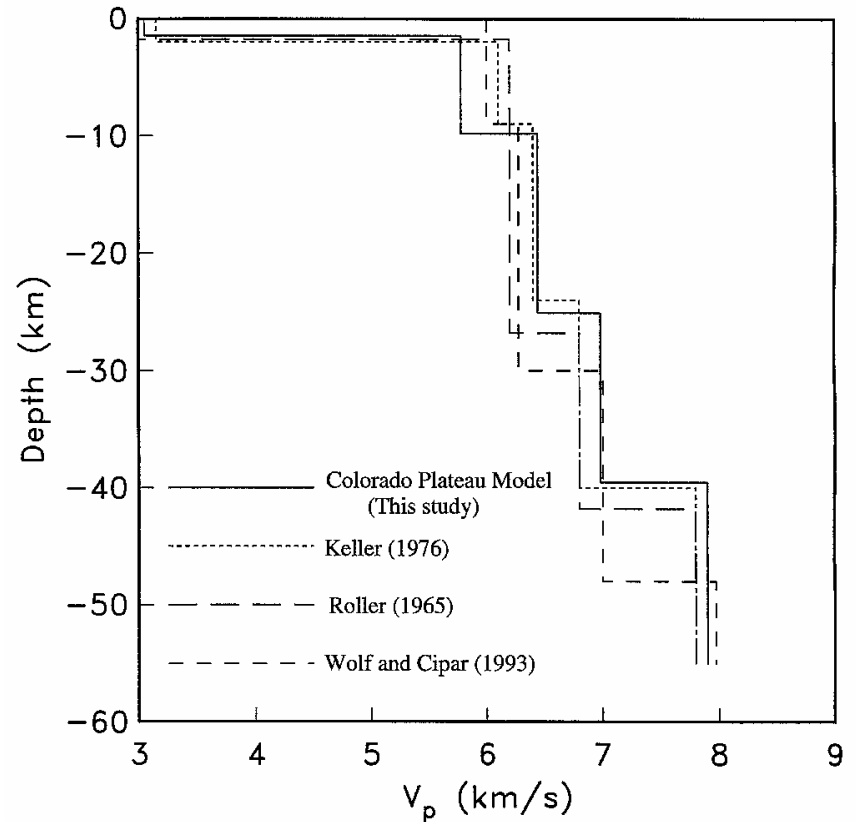 0
−10
−20
−30
−40
−50
−60
Depth (km)
Colorado Plateau Model
(This study)
Keller (1976)
Roller (1965)
Wolf and Cipar (1993)
3 4 5 6 7 8 9
Vp (km/s)